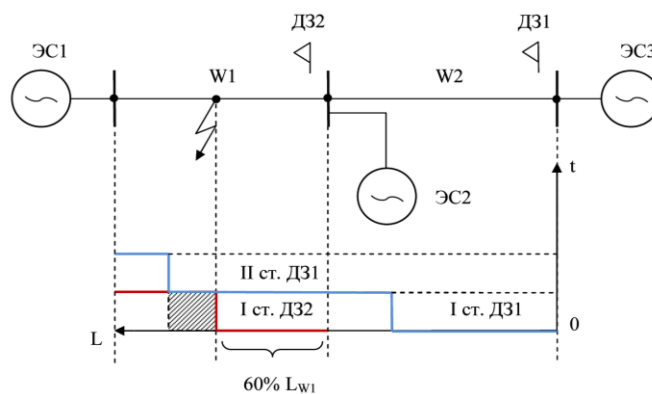 ДЗ2
ДЗ1
ЭС1
W1
W2
ЭС3
ЭС2
t
II ст. ДЗ1
I ст. ДЗ2
I ст. ДЗ1
0
L
60% LW1